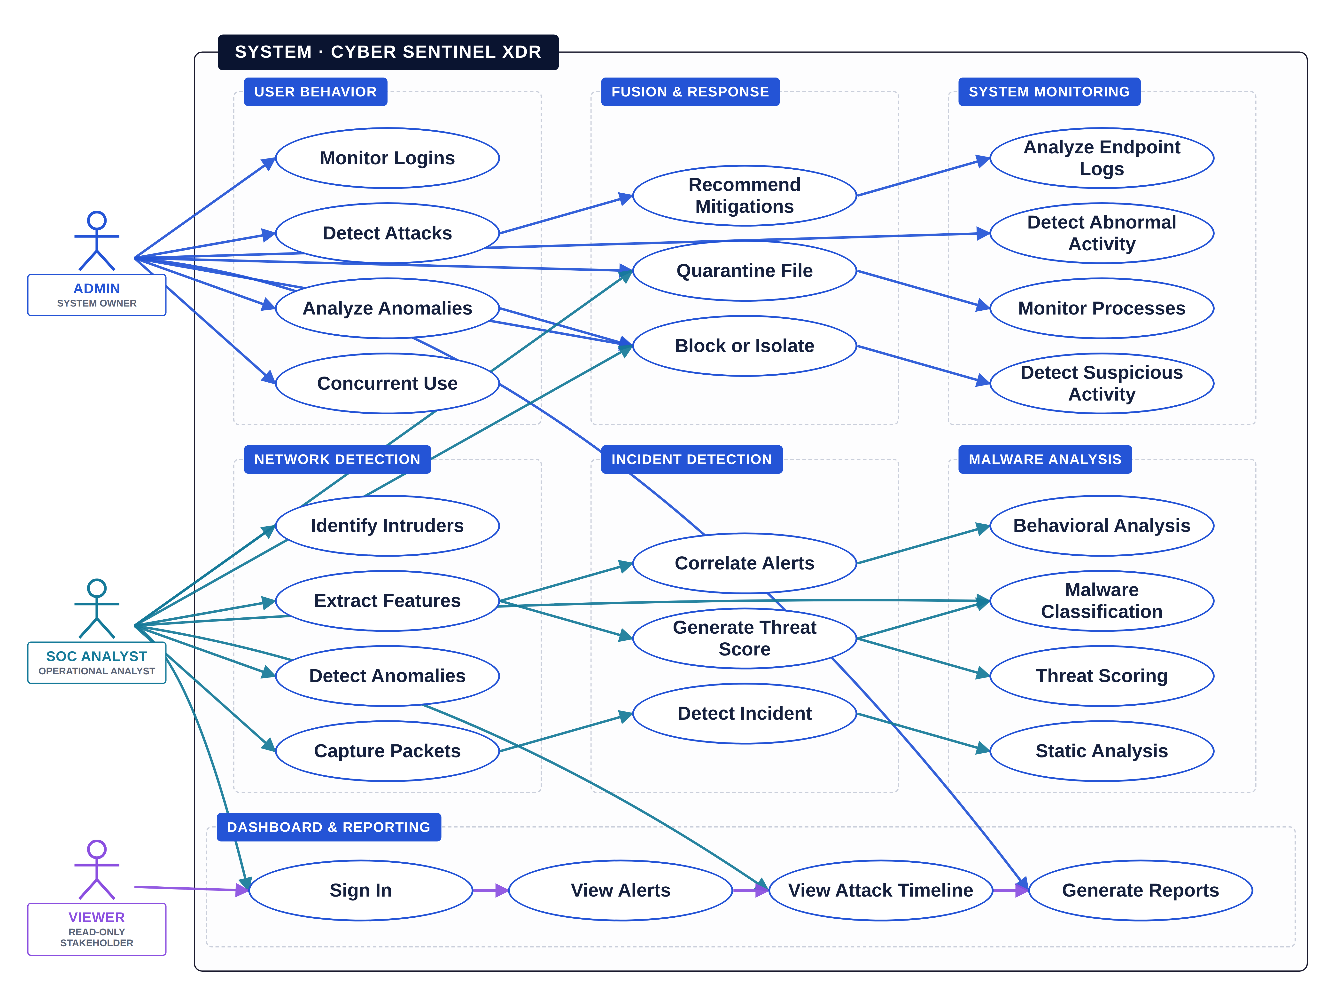 SYSTEM · CYBER SENTINEL XDR
USER BEHAVIOR
Monitor Logins
Detect Attacks
Analyze Anomalies
Concurrent Use
FUSION & RESPONSE
Recommend
Mitigations
Quarantine File
Block or Isolate
SYSTEM MONITORING
Analyze Endpoint
Logs
Detect Abnormal
Activity
Monitor Processes
Detect Suspicious
Activity
ADMIN
SYSTEM OWNER
NETWORK DETECTION
Identify Intruders
Extract Features
Detect Anomalies
Capture Packets
INCIDENT DETECTION
Correlate Alerts
Generate Threat
Score
Detect Incident
MALWARE ANALYSIS
Behavioral Analysis
Malware
Classification
Threat Scoring
Static Analysis
SOC ANALYST
OPERATIONAL ANALYST
DASHBOARD & REPORTING
Sign In
View Alerts
View Attack Timeline
Generate Reports
VIEWER
READ-ONLY
STAKEHOLDER